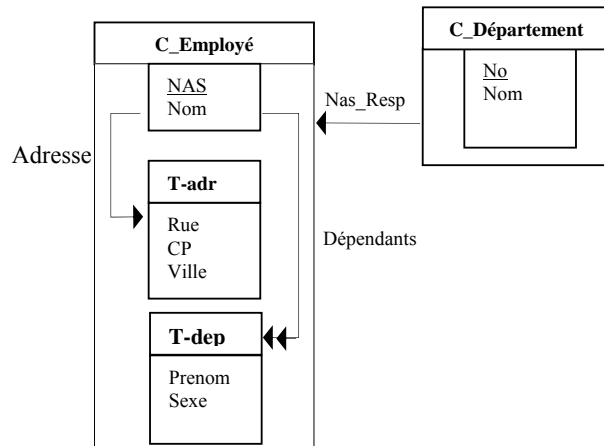 C_Employé
NAS
Nom
Adresse
T-adr
Rue
CP
Ville
T-dep
Prenom
Sexe
Dépendants
Nas_Resp
C_Département
No
Nom